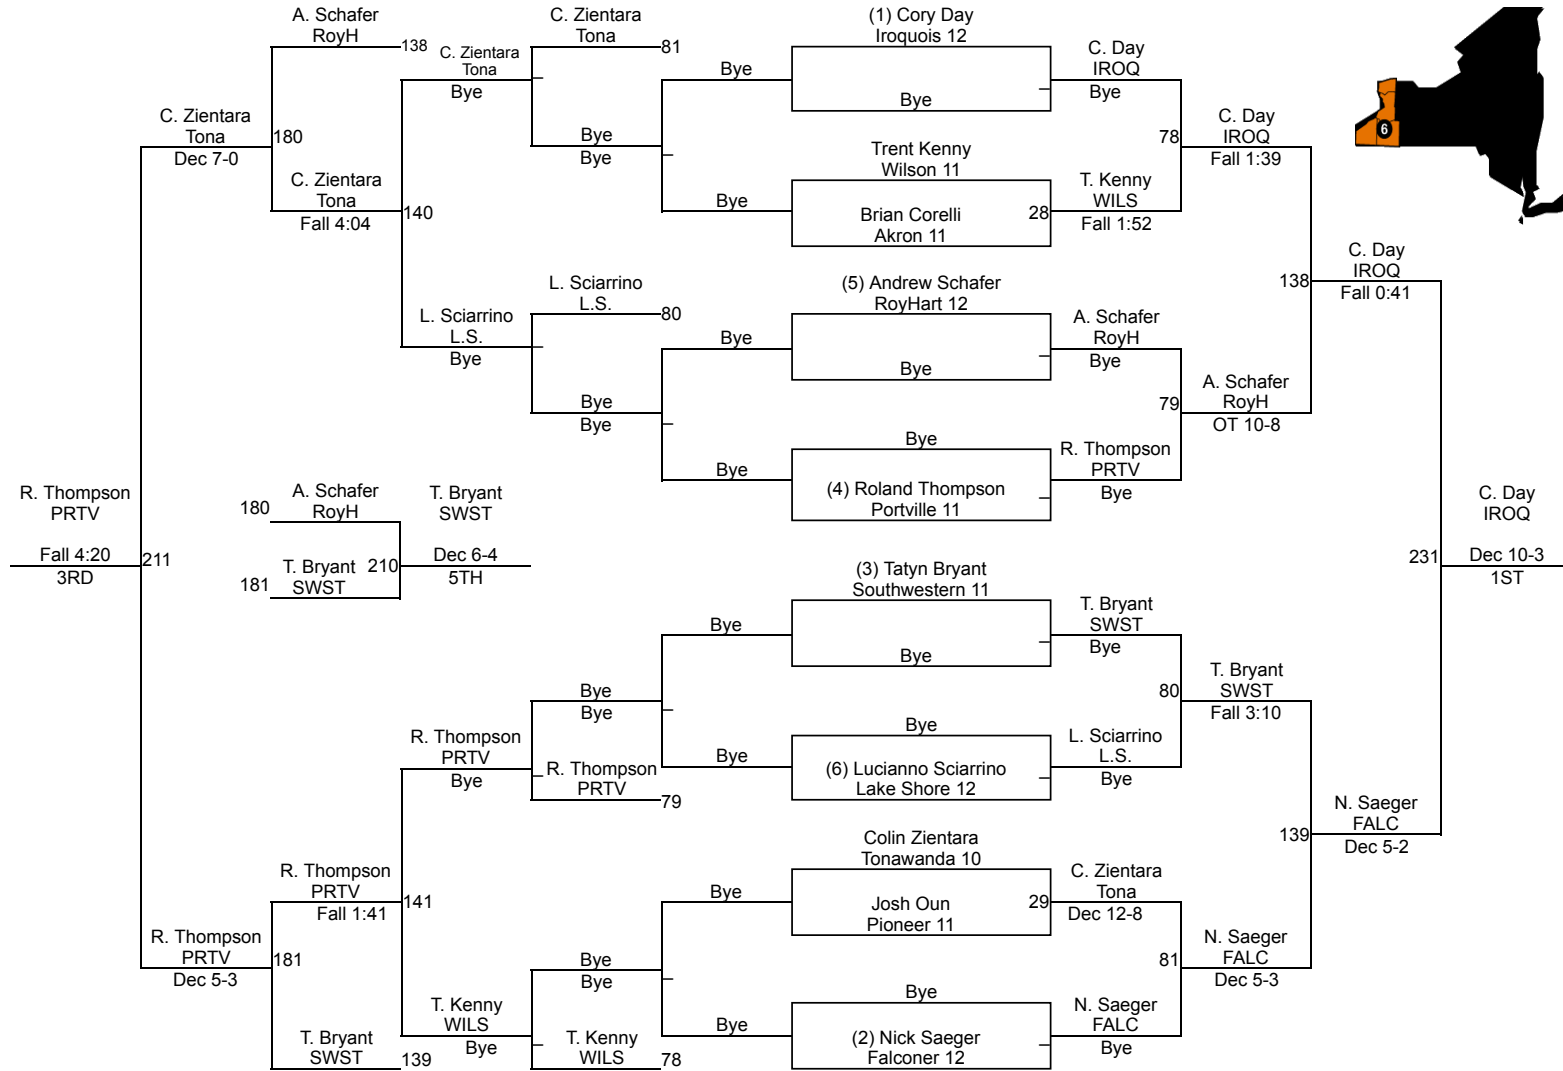 A. Schafer
RoyH
138
C. Zientara
Tona
Bye
C. Zientara
Tona
81
Bye
(1) Cory Day
Iroquois 12
Bye
C. Day
IROQ
Bye
C. Zientara
Tona
Dec 7-0
180
C. Zientara
Tona
Fall 4:04
140
Bye
Bye
Bye
Trent Kenny
Wilson 11
Brian Corelli
Akron 11
28
T. Kenny
WILS
Fall 1:52
78
C. Day
IROQ
Fall 1:39
6
L. Sciarrino
L.S.
Bye
L. Sciarrino
L.S.
80
Bye
(5) Andrew Schafer
RoyHart 12
Bye
A. Schafer
RoyH
Bye
138
C. Day
IROQ
Fall 0:41
Bye
Bye
Bye
Bye
(4) Roland Thompson
Portville 11
R. Thompson
PRTV
Bye
79
A. Schafer
RoyH
OT 10-8
R. Thompson
PRTV
Fall 4:20
3RD
211
180
A. Schafer
RoyH
181
T. Bryant
SWST
210
T. Bryant
SWST
Dec 6-4
5TH
231
C. Day
IROQ
Dec 10-3
1ST
Bye
(3) Tatyn Bryant
Southwestern 11
Bye
T. Bryant
SWST
Bye
R. Thompson
PRTV
Bye
Bye
Bye
R. Thompson
PRTV
79
Bye
Bye
(6) Lucianno Sciarrino
Lake Shore 12
L. Sciarrino
L.S.
Bye
80
T. Bryant
SWST
Fall 3:10
139
N. Saeger
FALC
Dec 5-2
R. Thompson
PRTV
Dec 5-3
181
R. Thompson
PRTV
Fall 1:41
141
Bye
Colin Zientara
Tonawanda 10
Josh Oun
Pioneer 11
29
C. Zientara
Tona
Dec 12-8
81
N. Saeger
FALC
Dec 5-3
T. Bryant
SWST
139
T. Kenny
WILS
Bye
Bye
Bye
T. Kenny
WILS
78
Bye
Bye
(2) Nick Saeger
Falconer 12
N. Saeger
FALC
Bye